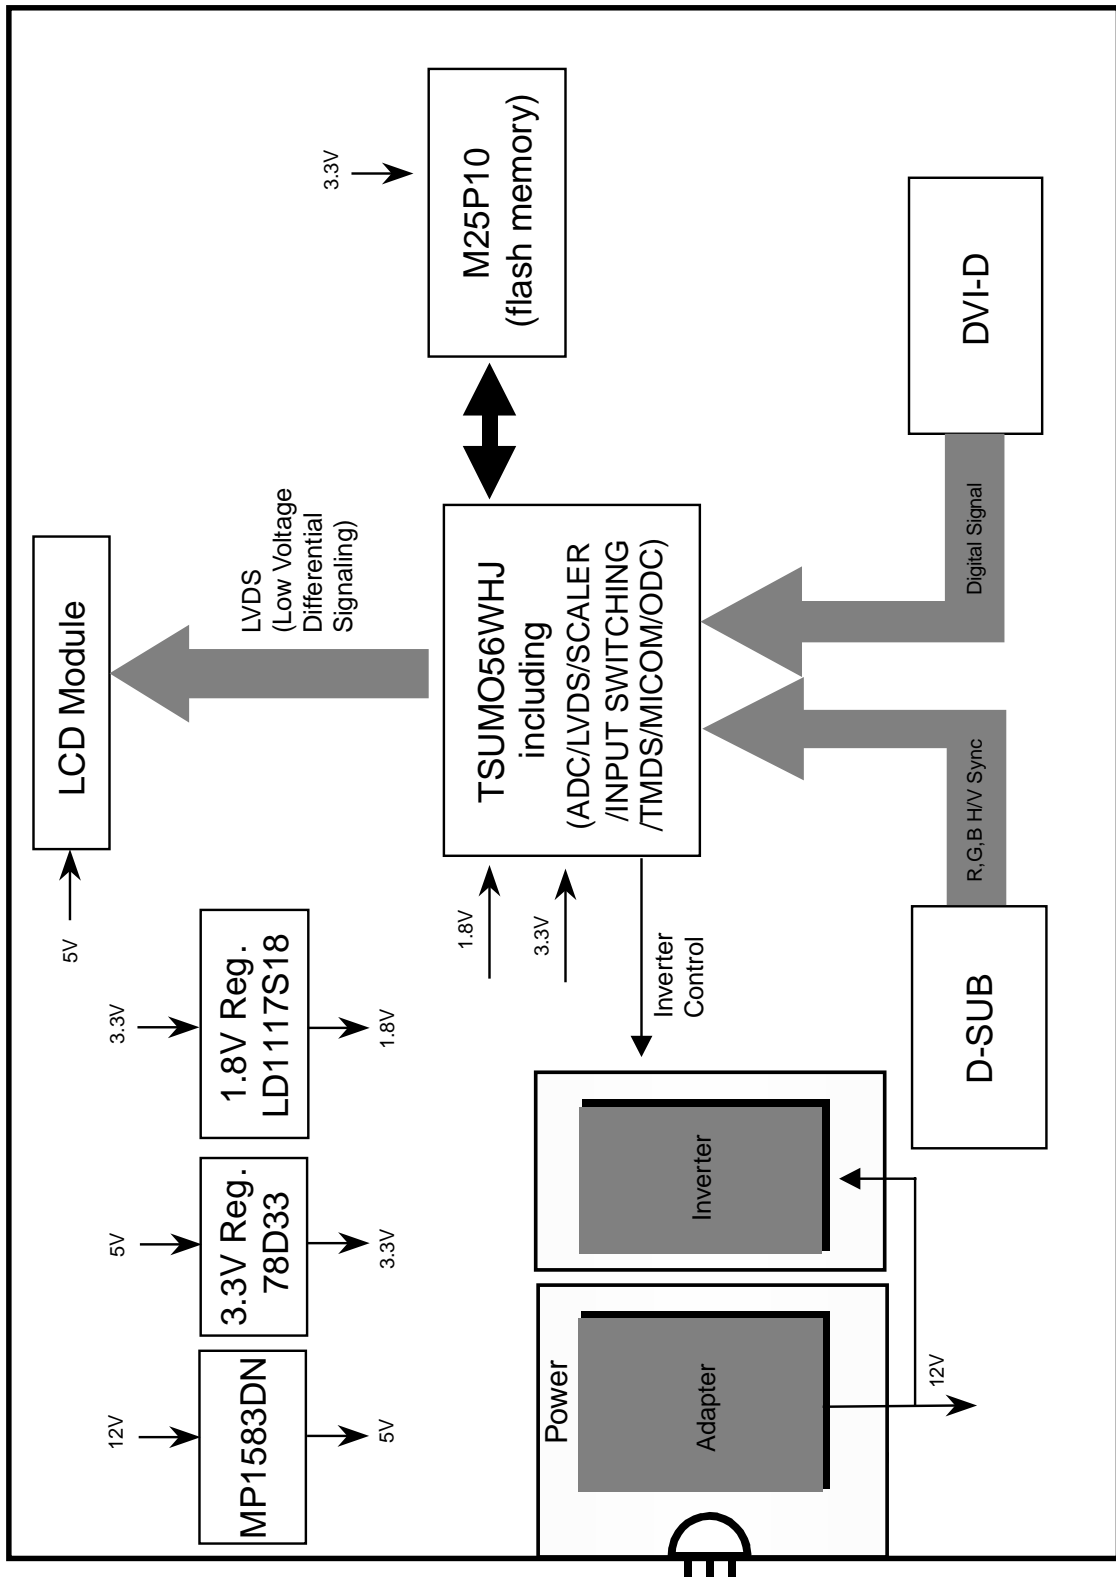 12V
MP1583DN
5V
5V
3.3V Reg.
78D33
3.3V
3.3V
1.8V Reg.
LD1117S18
1.8V
5V
LCD Module
LVDS
(Low Voltage
Differential
Signaling)
3.3V
M25P10
(flash memory)
1.8V
3.3V
TSUMO56WHJ
including
(ADC/LVDS/SCALER
/INPUT SWITCHING
/TMDS/MICOM/ODC)
Inverter
Control
Power
Adapter
Inverter
12V
D-SUB
R,G,B H/V Sync
Digital Signal
DVI-D